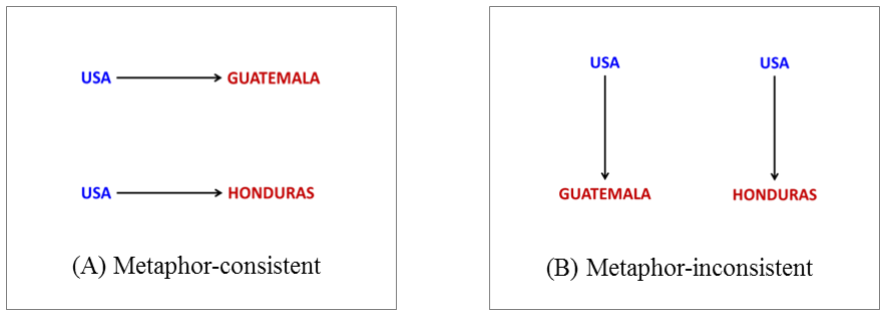 USA GUATEMALA
USA HONDURAS
(A) Metaphor-consistent
USA USA
GUATEMALA HONDURAS
(B) Metaphor-inconsistent